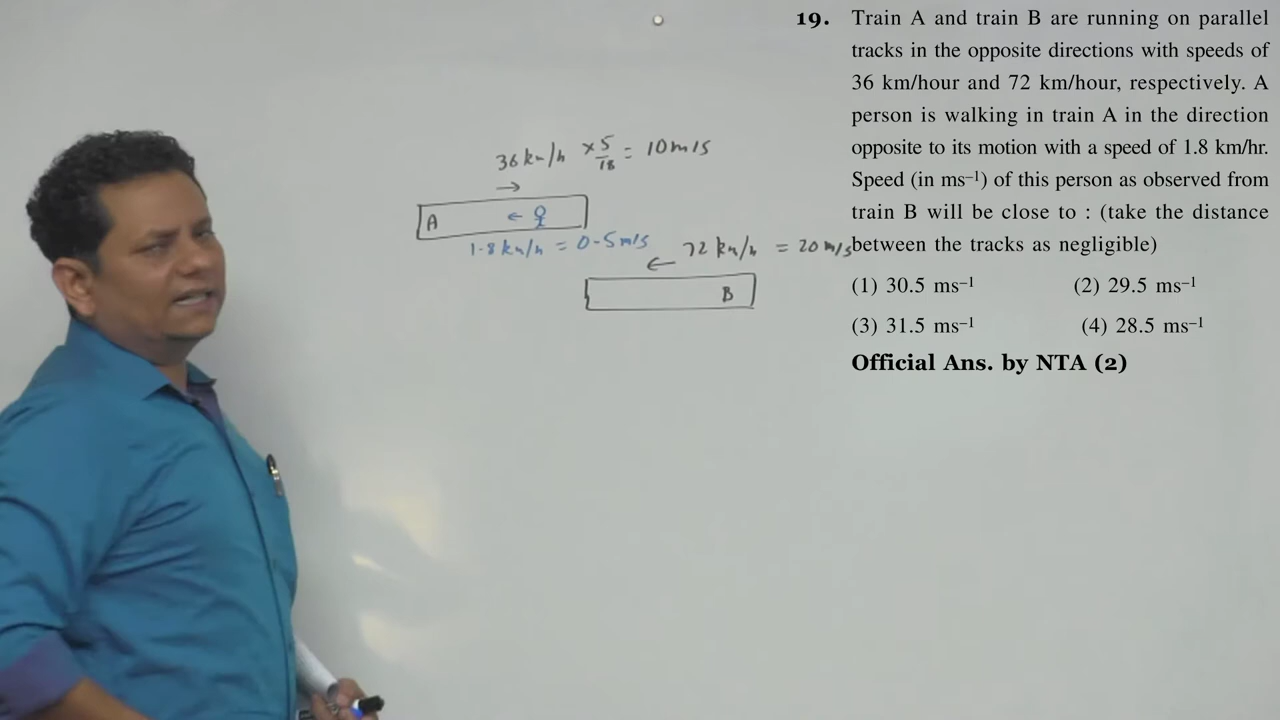 19. Train A and train B are running on parallel
tracks in the opposite directions with speeds of
36 km/hour and 72 km/hour, respectively. A
person is walking in train A in the direction
opposite to its motion with a speed of 1.8 km/hr.
Speed (in ms⁻¹) of this person as observed from
train B will be close to : (take the distance
between the tracks as negligible)
(1) 30.5 ms⁻¹ (2) 29.5 ms⁻¹
(3) 31.5 ms⁻¹ (4) 28.5 ms⁻¹
Official Ans. by NTA (2)
36 km/h × 5/18 = 10 m/s
→
A ←
1.8 km/h = 0.5 m/s
← 72 km/h = 20 m/s
B